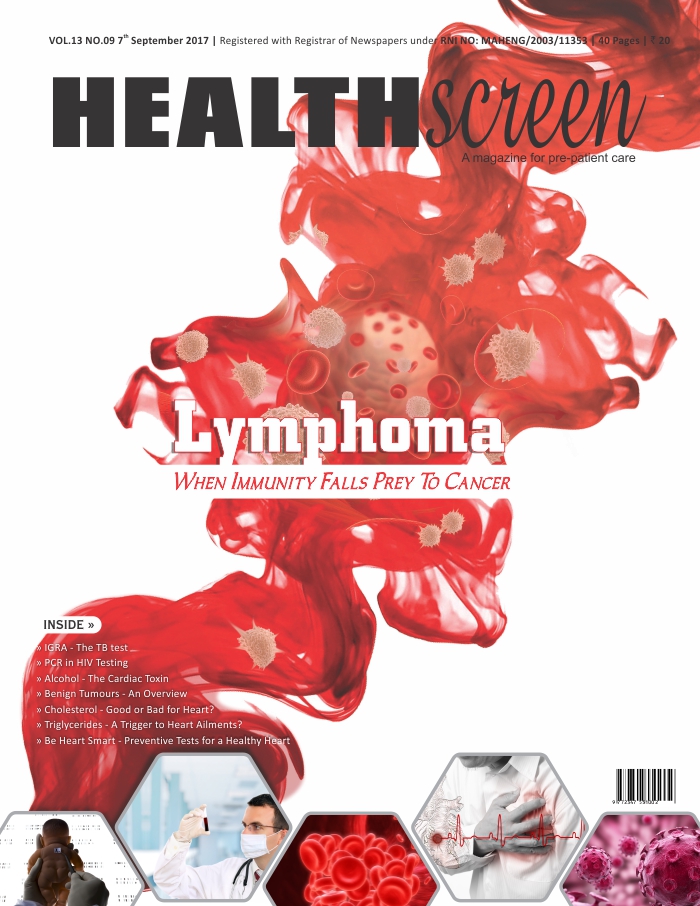 VOL.13 NO.09 7th September 2017 | Registered with Registrar of Newspapers under RNI NO: MAHENG/2003/11353 | 40 Pages | ₹ 20
HEALTHscreen
A magazine for pre-patient care
Lymphoma
When Immunity Falls Prey To Cancer
INSIDE »
» IGRA - The TB test
» PCR in HIV Testing
» Alcohol - The Cardiac Toxin
» Benign Tumours - An Overview
» Cholesterol - Good or Bad for Heart?
» Triglycerides - A Trigger to Heart Ailments?
» Be Heart Smart - Preventive Tests for a Healthy Heart